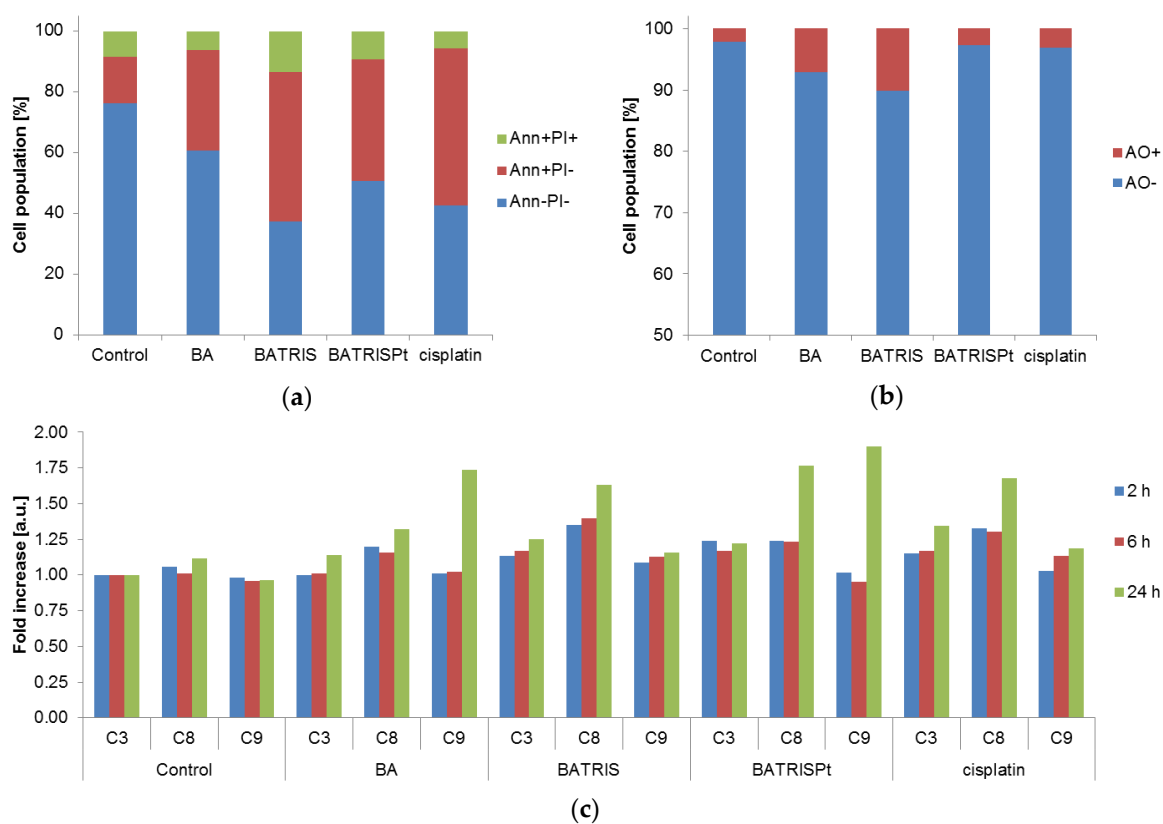 Cell population [%]
100
80
60
40
20
0
Control BA BATRIS BATRISPt cisplatin
Ann+PI+
Ann+PI-
Ann-PI-
(a)
Cell population [%]
100
90
80
70
60
50
Control BA BATRIS BATRISPt cisplatin
AO+
AO-
(b)
Fold increase [a.u.]
2.00
1.75
1.50
1.25
1.00
0.75
0.50
0.25
0.00
C3 C8 C9 C3 C8 C9 C3 C8 C9 C3 C8 C9 C3 C8 C9
Control BA BATRIS BATRISPt cisplatin
2 h
6 h
24 h
(c)